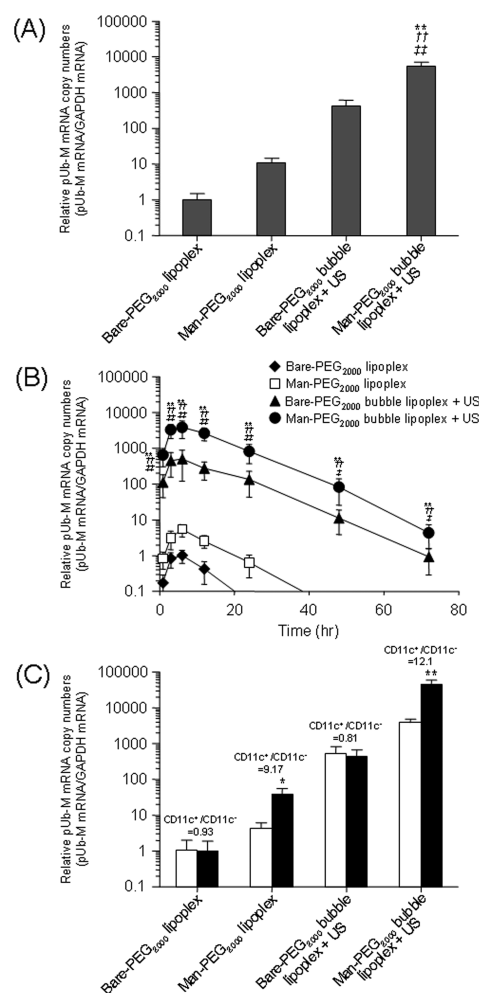 (A)
Relative pUb-M mRNA copy numbers
(pUb-M mRNA/GAPDH mRNA)
100000
10000
1000
100
10
1
0.1
**
††
‡‡
Bare-PEG2000 lipoplex
Man-PEG2000 lipoplex
Bare-PEG2000 bubble
lipoplex + US
Man-PEG2000 bubble
lipoplex + US
(B)
Relative pUb-M mRNA copy numbers
(pUb-M mRNA/GAPDH mRNA)
Bare-PEG2000 lipoplex
Man-PEG2000 lipoplex
Bare-PEG2000 bubble lipoplex + US
Man-PEG2000 bubble lipoplex + US
100000
10000
1000
100
10
1
0.1
**
††
‡‡
**
††
‡‡
**
††
‡‡
**
††
‡‡
**
††
‡‡
**
††
‡
**
††
‡
0
20
40
60
80
Time (hr)
(C)
Relative pUb-M mRNA copy numbers
(pUb-M mRNA/GAPDH mRNA)
100000
10000
1000
100
10
1
0.1
CD11c+/CD11c-
=0.93
CD11c+/CD11c-
=9.17
*
CD11c+/CD11c-
=0.81
CD11c+/CD11c-
=12.1
**
Bare-PEG2000 lipoplex
Man-PEG2000 lipoplex
Bare-PEG2000 bubble
lipoplex + US
Man-PEG2000 bubble
lipoplex + US